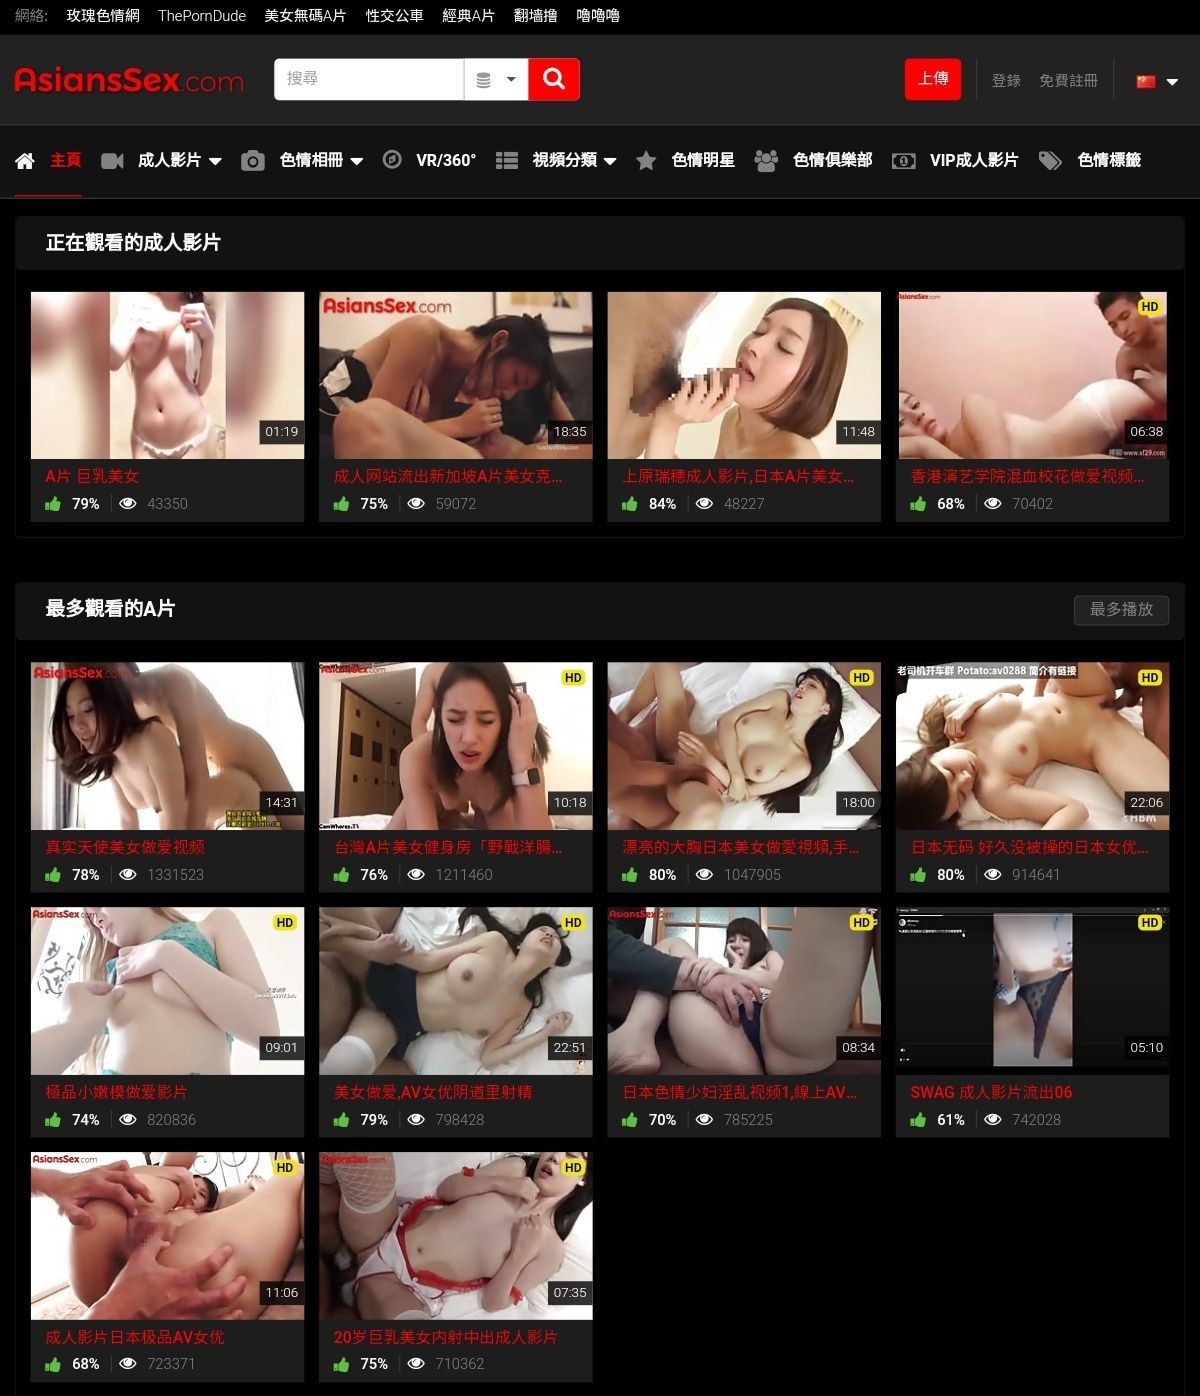 網絡: 玫瑰色情網 ThePornDude 美女無碼A片 性交公車 經典A片 翻墙撸 嚕嚕嚕
AsiansSex.com 搜尋 上傳 登錄 免費註冊
主頁 成人影片 色情相冊 VR/360° 視頻分類 色情明星 色情俱樂部 VIP成人影片 色情標籤
正在觀看的成人影片
AsiansSex.com AsiansSex.com HD
01:19 18:35 11:48 06:38
www.xf29.com
A片 巨乳美女 成人网站流出新加坡A片美女克... 上原瑞穂成人影片,日本A片美女... 香港演艺学院混血校花做爱视频...
79% 43350 75% 59072 84% 48227 68% 70402
最多觀看的A片 最多播放
AsiansSex.com CamWhores.TV HD HD 老司机开车群 Potato:av0288 简介有链接 HD
14:31 10:18 18:00 22:06
CamWhores.TV HBM
真实天使美女做爱视频 台灣A片美女健身房「野戰洋腸... 漂亮的大胸日本美女做愛視頻,手... 日本无码 好久没被操的日本女优...
78% 1331523 76% 1211460 80% 1047905 80% 914641
AsiansSex.com HD HD AsiansSex.com HD HD
09:01 22:51 08:34 05:10
極品小嫩模做爱影片 美女做爱,AV女优阴道里射精 日本色情少妇淫乱视频1,線上AV... SWAG 成人影片流出06
74% 820836 79% 798428 70% 785225 61% 742028
AsiansSex.com HD HD
11:06 07:35
成人影片日本极品AV女优 20岁巨乳美女内射中出成人影片
68% 723371 75% 710362